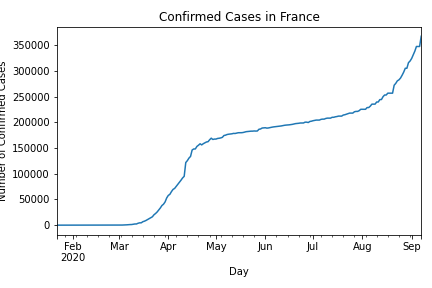 Confirmed Cases in France
Number of Confirmed Cases
350000
300000
250000
200000
150000
100000
50000
0
Feb Mar Apr May Jun Jul Aug Sep
2020
Day